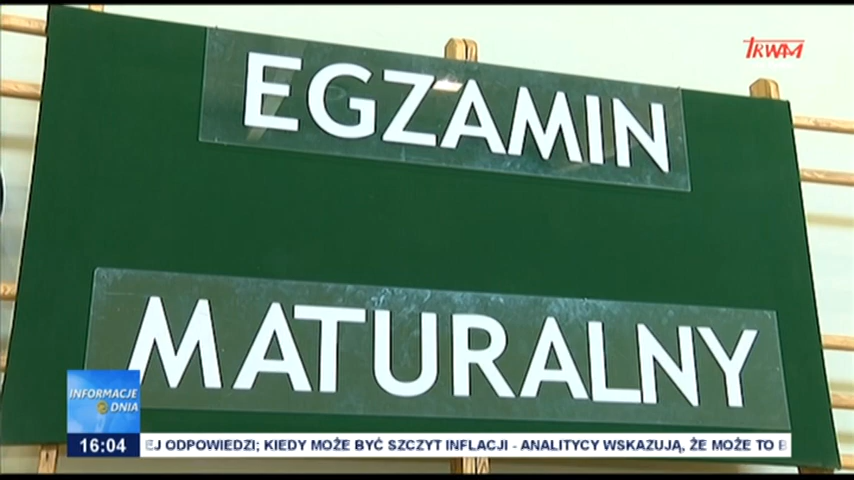 TRWAM
EGZAMIN
MATURALNY
INFORMACJE
DNIA
16:04
EJ ODPOWIEDZI; KIEDY MOŻE BYĆ SZCZYT INFLACJI - ANALITYCY WSKAZUJĄ, ŻE MOŻE TO B